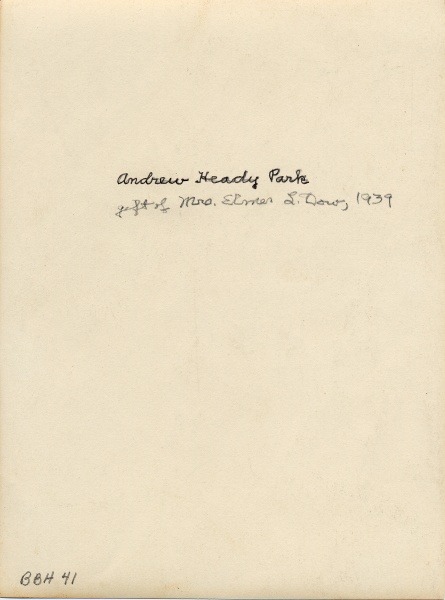 Andrew Heady Park
gift of Mrs. Elmer L. Dow, 1939
BBH 41